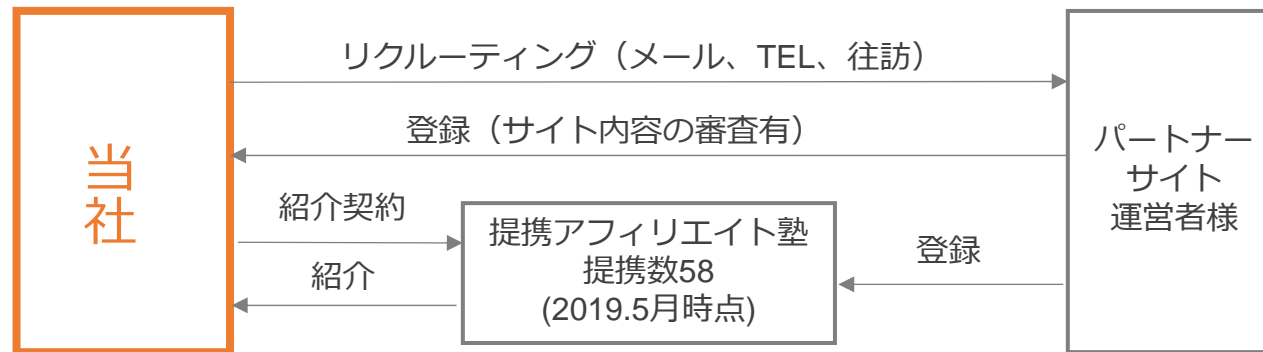 リクルーティング（メール、TEL、往訪）
登録（サイト内容の審査有）
当
社
紹介契約
紹介
提携アフィリエイト塾
提携数58
(2019.5月時点)
登録
パートナー
サイト
運営者様